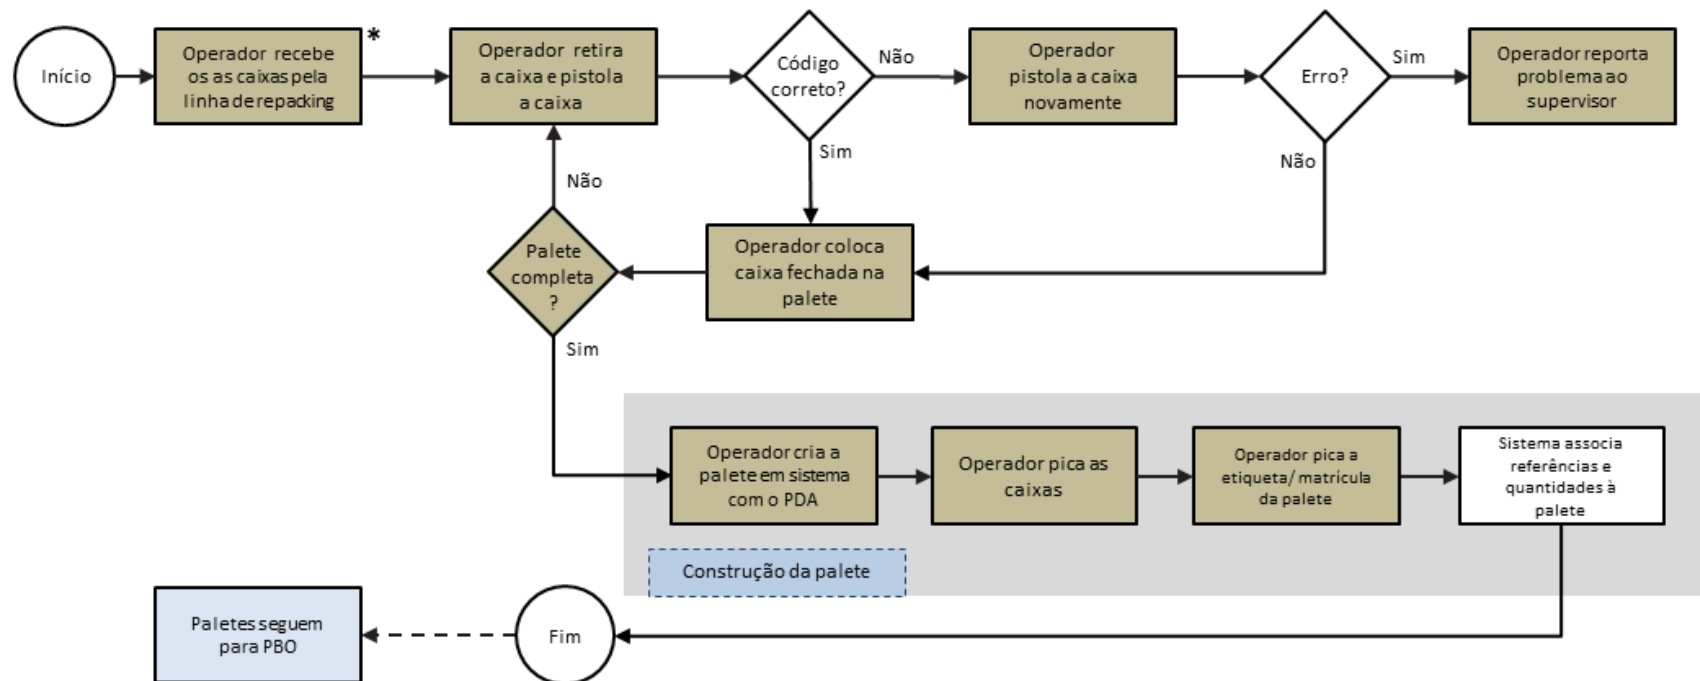 Início
Operador recebe
os as caixas pela
linha de repacking
*
Operador retira
a caixa e pistola
a caixa
Código
correto?
Não
Operador
pistola a caixa
novamente
Erro?
Sim
Operador reporta
problema ao
supervisor
Sim
Não
Não
Palete
completa
?
Operador coloca
caixa fechada na
palete
Sim
Operador cria a
palete em sistema
com o PDA
Operador pica as
caixas
Operador pica a
etiqueta/ matrícula
da palete
Sistema associa
referências e
quantidades à
palete
Construção da palete
Paletes seguem
para PBO
Fim